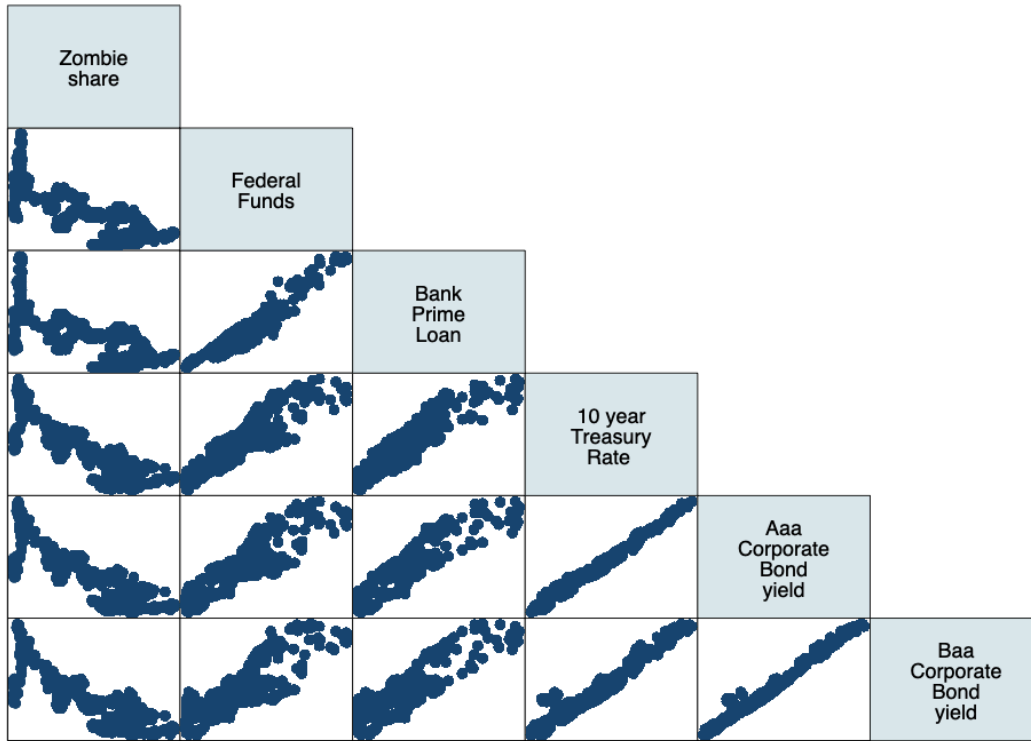 Zombie
share
Federal
Funds
Bank
Prime
Loan
10 year
Treasury
Rate
Aaa
Corporate
Bond
yield
Baa
Corporate
Bond
yield